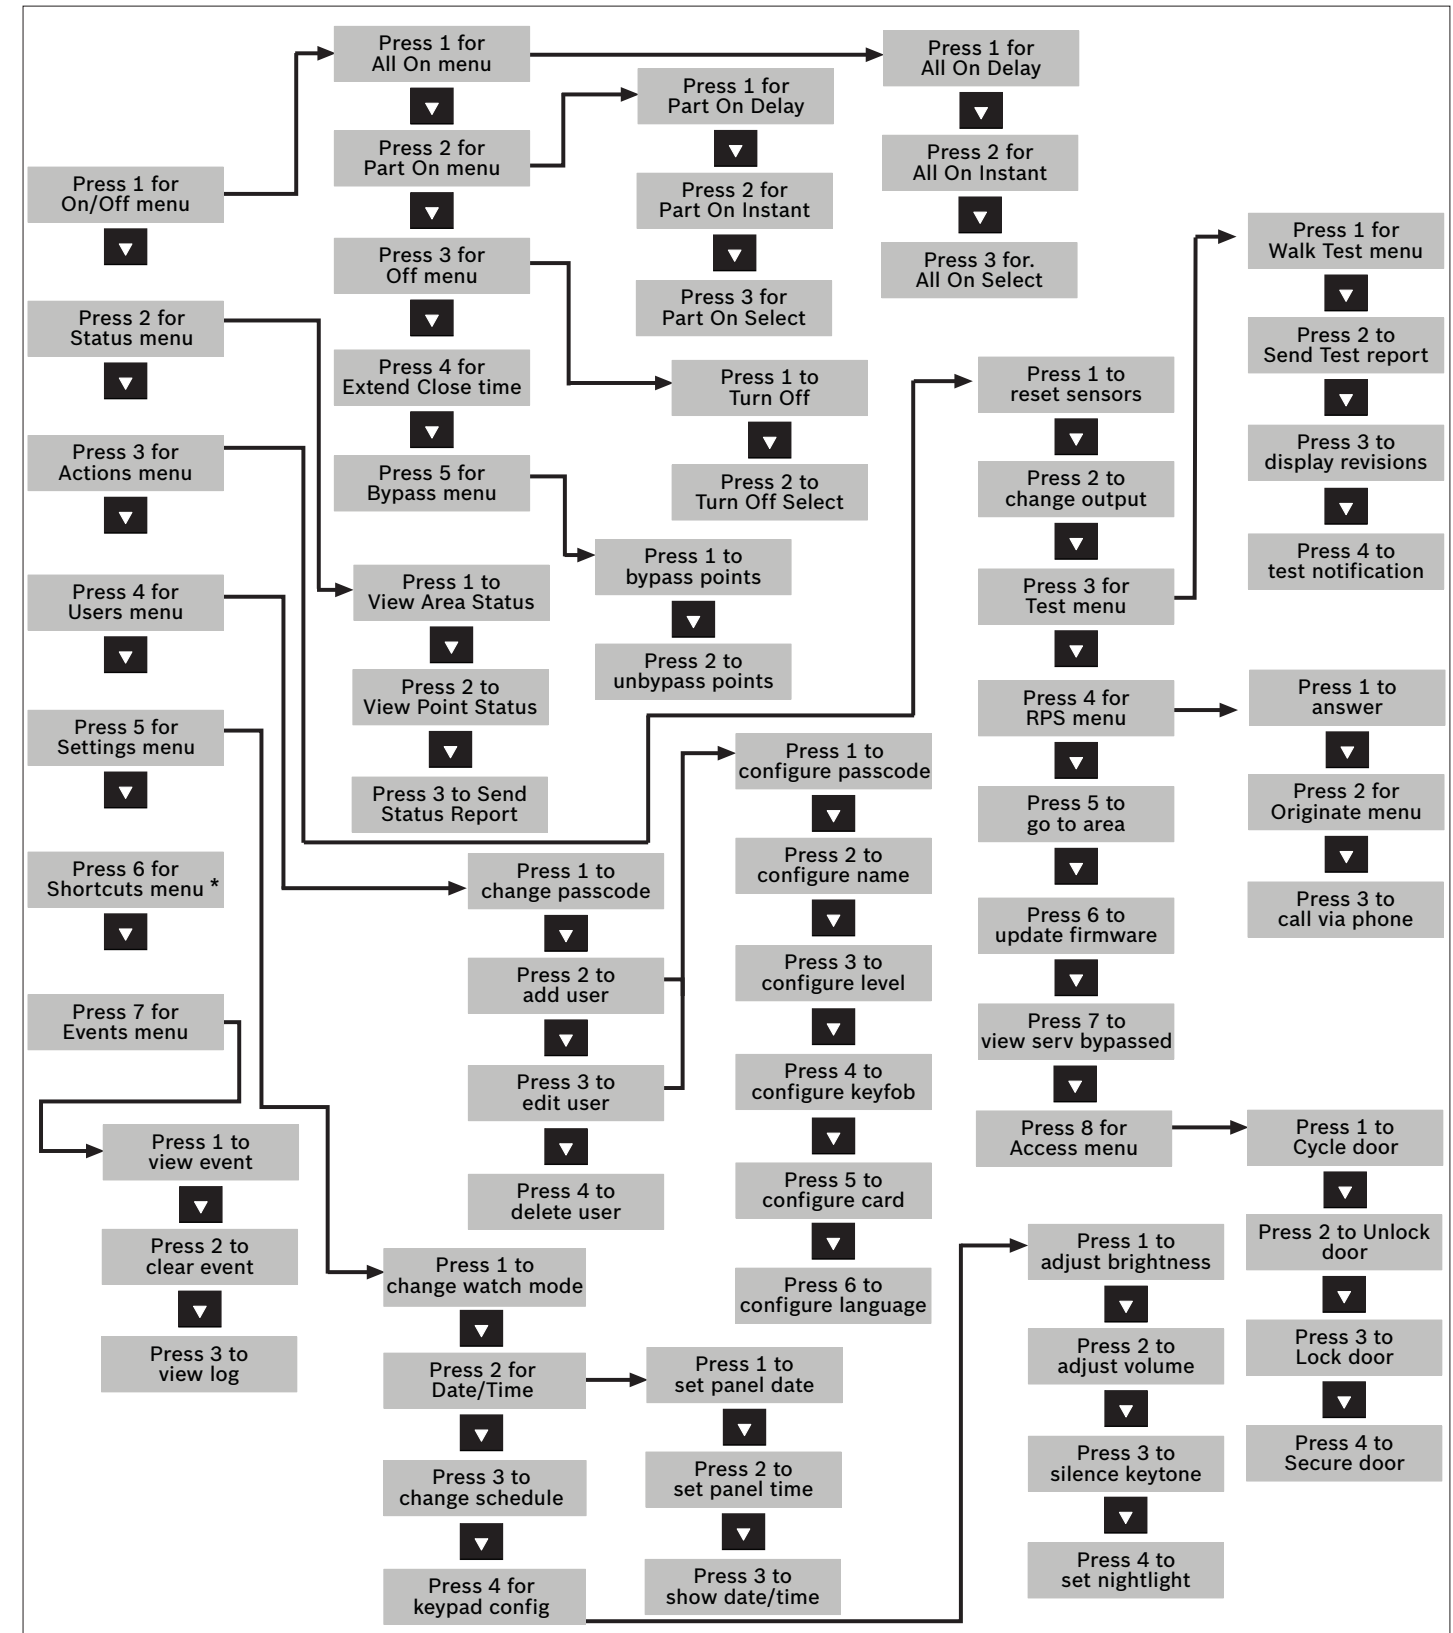 Press 1 for
On/Off menu
Press 2 for
Status menu
Press 3 for
Actions menu
Press 4 for
Users menu
Press 5 for
Settings menu
Press 6 for
Shortcuts menu *
Press 7 for
Events menu
Press 1 to
view event
Press 2 to
clear event
Press 3 to
view log
Press 1 for
All On menu
Press 2 for
Part On menu
Press 3 for
Off menu
Press 4 for
Extend Close time
Press 5 for
Bypass menu
Press 1 to
View Area Status
Press 2 to
View Point Status
Press 3 to Send
Status Report
Press 1 for
Part On Delay
Press 2 for
Part On Instant
Press 3 for
Part On Select
Press 1 for
All On Delay
Press 2 for
All On Instant
Press 3 for.
All On Select
Press 1 to
Turn Off
Press 2 to
Turn Off Select
Press 1 to
bypass points
Press 2 to
unbypass points
Press 1 to
change passcode
Press 2 to
add user
Press 3 to
edit user
Press 4 to
delete user
Press 1 to
configure passcode
Press 2 to
configure name
Press 3 to
configure level
Press 4 to
configure keyfob
Press 5 to
configure card
Press 6 to
configure language
Press 1 to
change watch mode
Press 2 for
Date/Time
Press 3 to
change schedule
Press 4 for
keypad config
Press 1 to
set panel date
Press 2 to
set panel time
Press 3 to
show date/time
Press 1 to
reset sensors
Press 2 to
change output
Press 3 for
Test menu
Press 4 for
RPS menu
Press 5 to
go to area
Press 6 to
update firmware
Press 7 to
view serv bypassed
Press 8 for
Access menu
Press 1 for
Walk Test menu
Press 2 to
Send Test report
Press 3 to
display revisions
Press 4 to
test notification
Press 1 to
answer
Press 2 for
Originate menu
Press 3 to
call via phone
Press 1 to
Cycle door
Press 2 to Unlock
door
Press 3 to
Lock door
Press 4 to
Secure door
Press 1 to
adjust brightness
Press 2 to
adjust volume
Press 3 to
silence keytone
Press 4 to
set nightlight